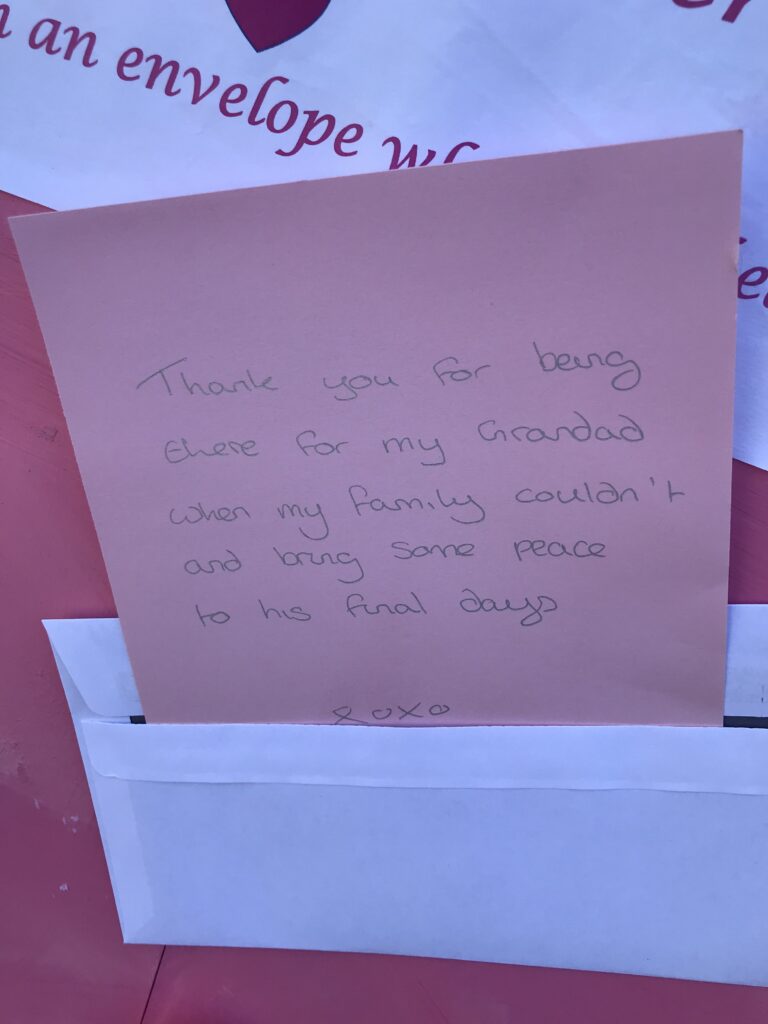 an envelope
Thank you for being
there for my Grandad
when my family couldn't
and bring some peace
to his final days
xoxo